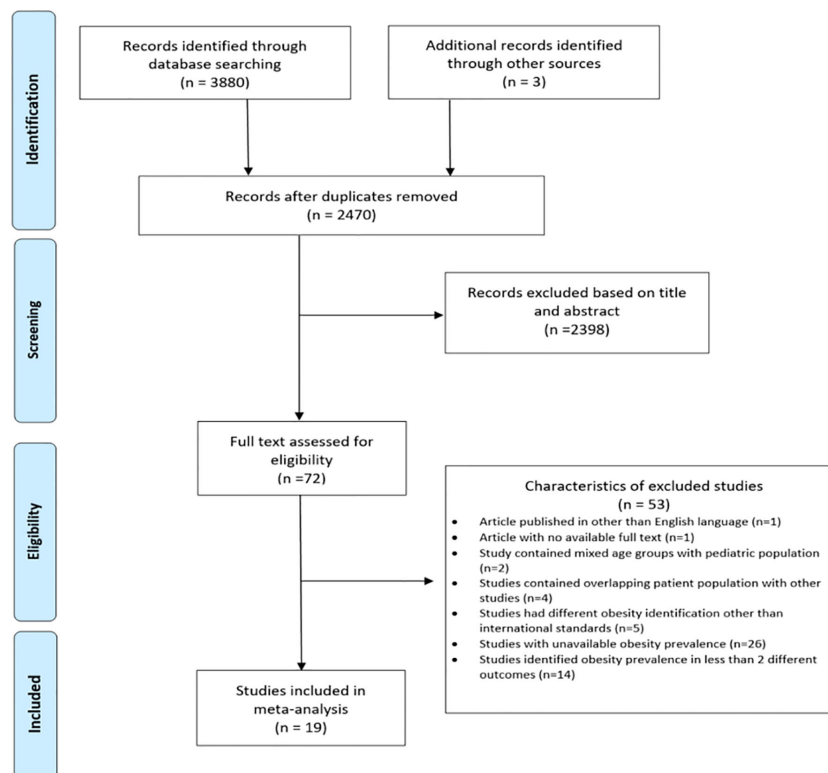 Identification
Records identified through
database searching
(n = 3880)
Additional records identified
through other sources
(n = 3)
Records after duplicates removed
(n = 2470)
Screening
Records excluded based on title
and abstract
(n =2398)
Full text assessed for
eligibility
(n =72)
Eligibility
Characteristics of excluded studies
(n = 53)
• Article published in other than English language (n=1)
• Article with no available full text (n=1)
• Study contained mixed age groups with pediatric population
(n=2)
• Studies contained overlapping patient population with other
studies (n=4)
• Studies had different obesity identification other than
international standards (n=5)
• Studies with unavailable obesity prevalence (n=26)
• Studies identified obesity prevalence in less than 2 different
outcomes (n=14)
Included
Studies included in
meta-analysis
(n = 19)